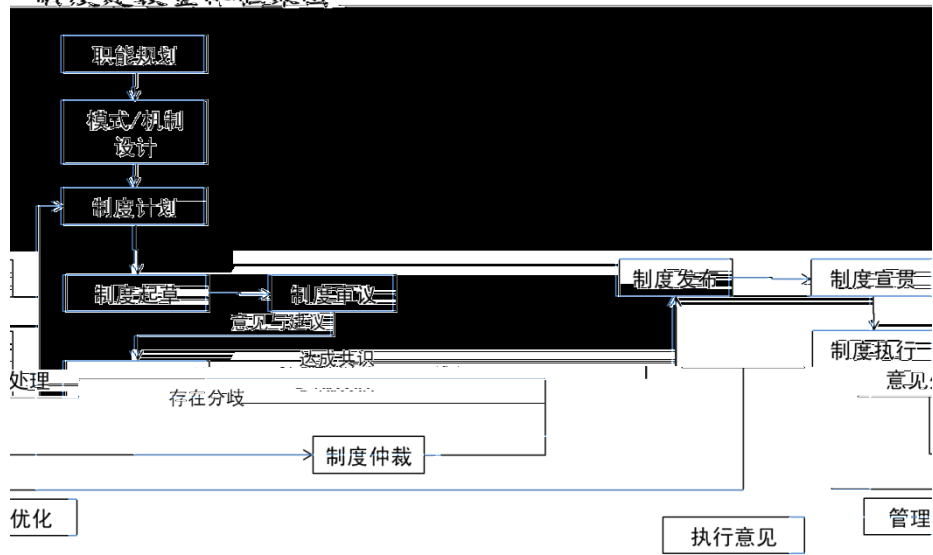 职能规划
模式/机制
设计
制度计划
制度起草
制度审议
制度发布
制度宣贯
意见与建议
达成共识
制度执行
处理
存在分歧
制度仲裁
优化
执行意见
管理